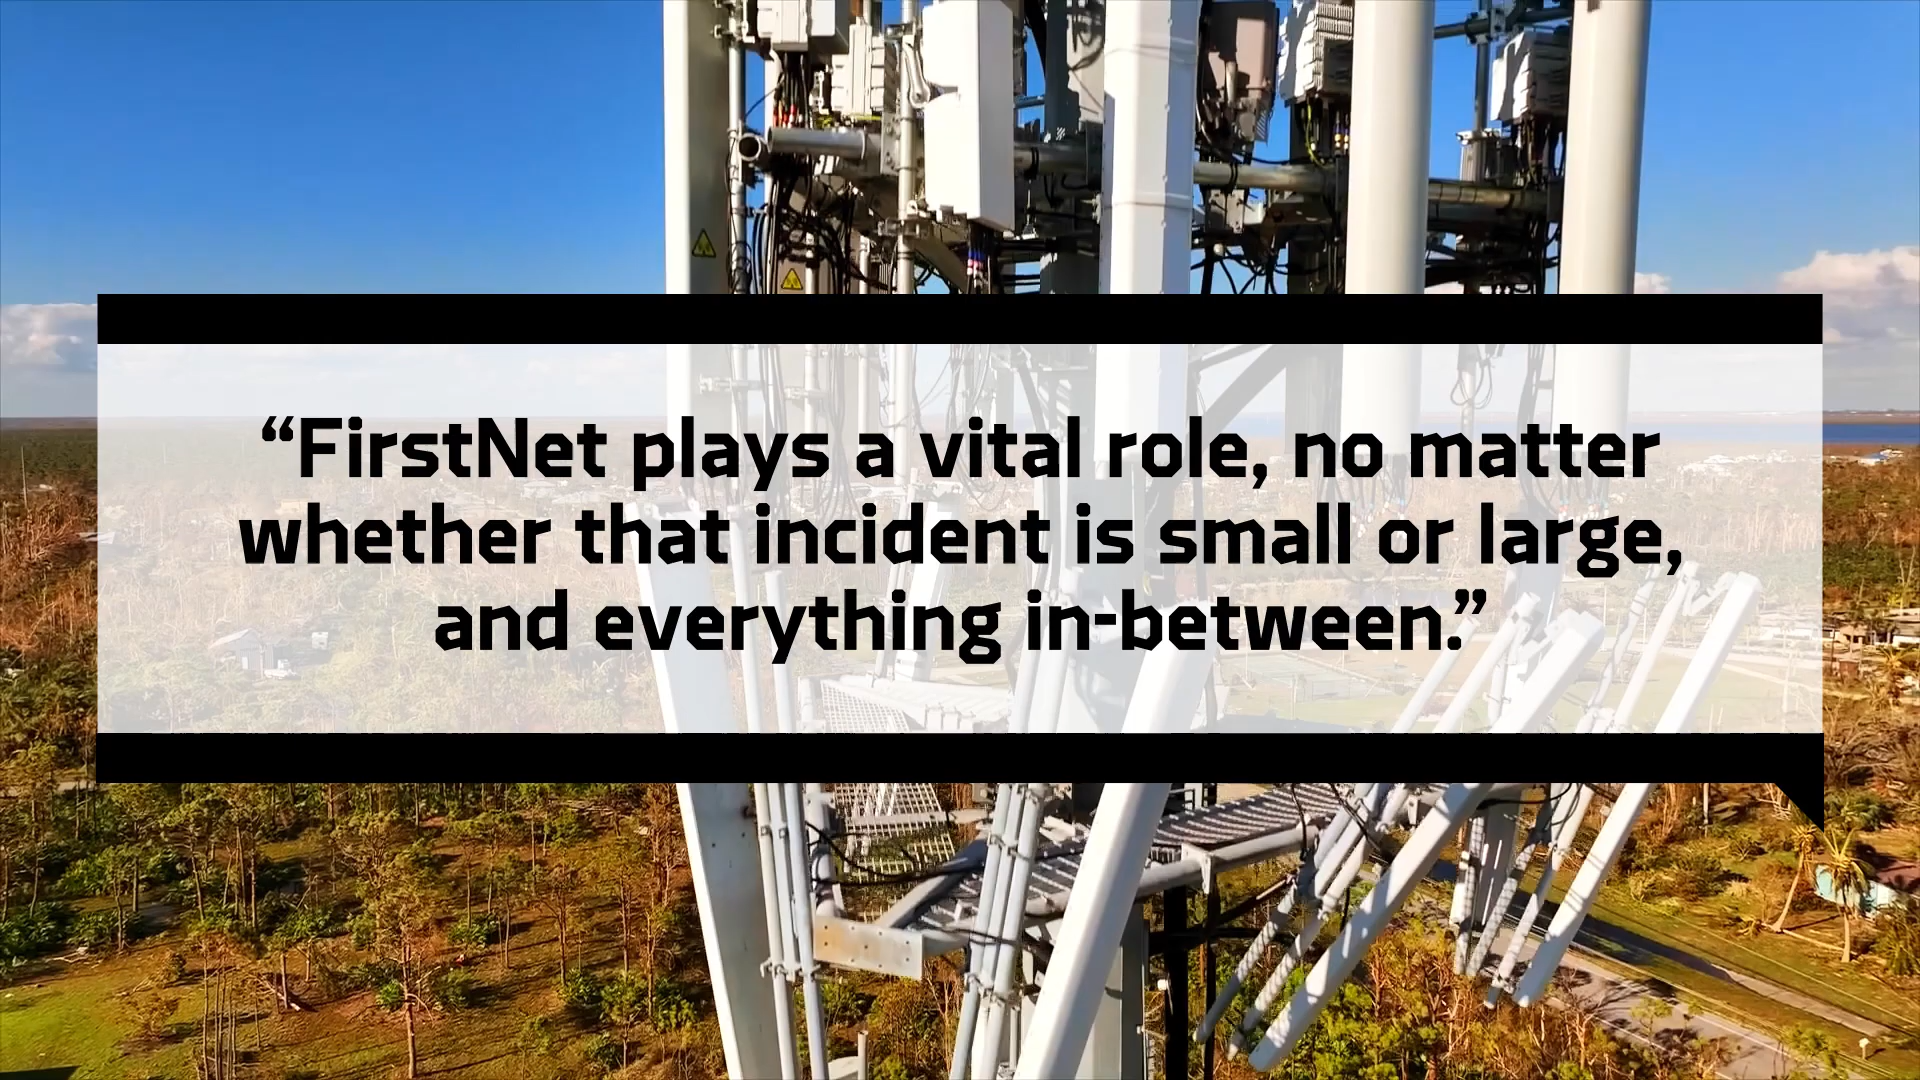 “FirstNet plays a vital role, no matter
whether that incident is small or large,
and everything in-between.”